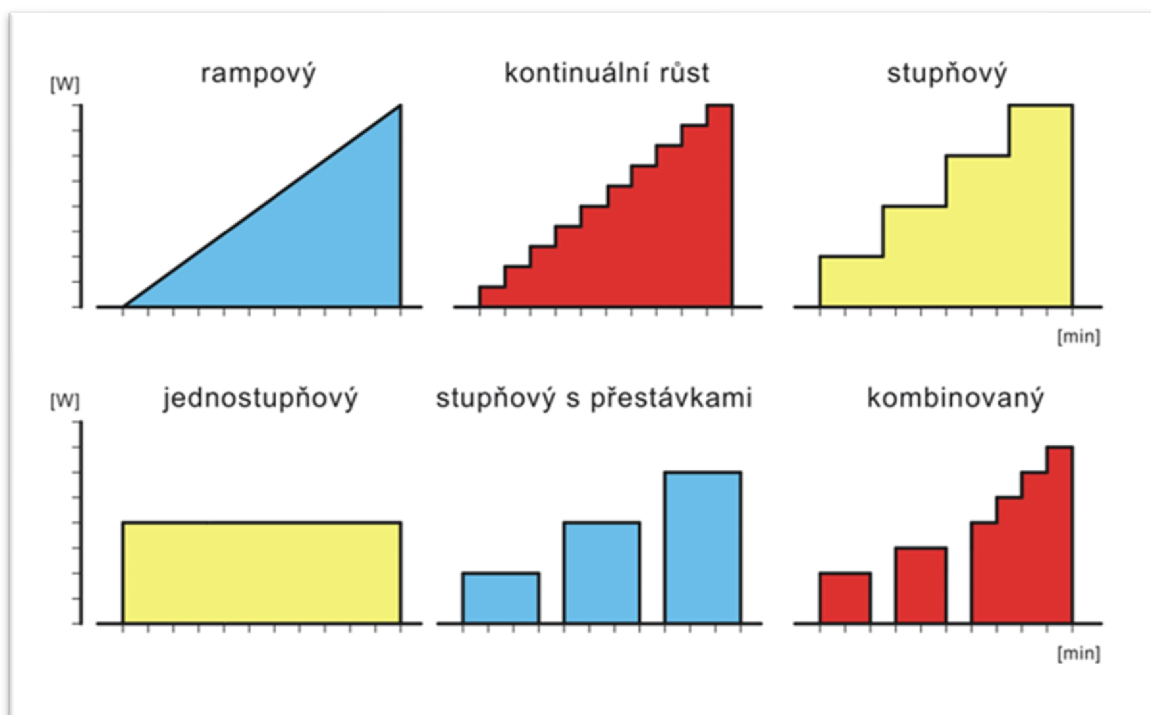 rampový
kontinuální růst
stupňový
[W]
[min]
jednostupňový
stupňový s přestávkami
kombinovaný
[W]
[min]